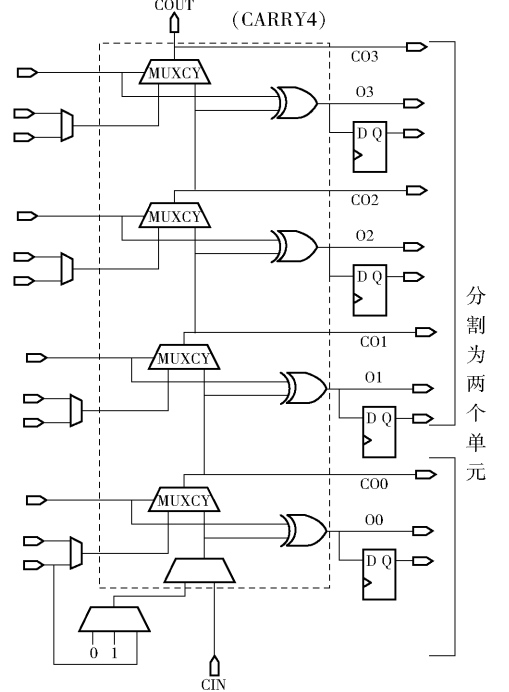 COUT
(CARRY4)
CO3
MUXCY
O3
D Q
CO2
MUXCY
O2
D Q
分割为两个单元
CO1
MUXCY
O1
D Q
CO0
MUXCY
O0
D Q
0 1
CIN